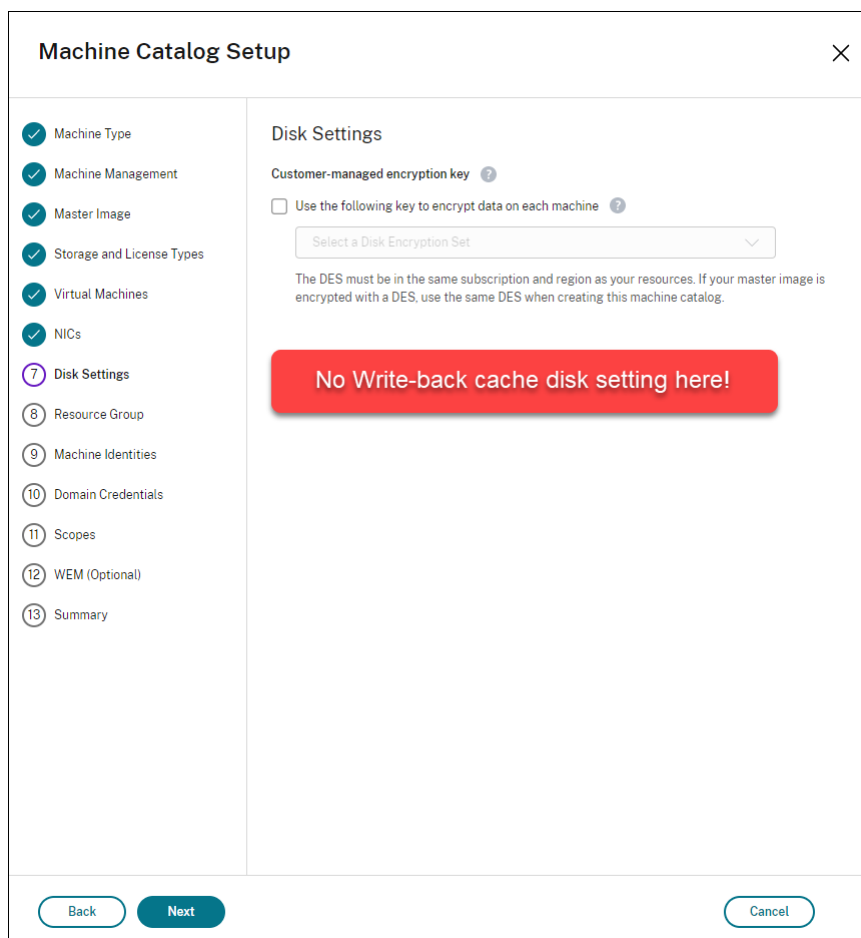 Machine Catalog Setup
Machine Type
Machine Management
Master Image
Storage and License Types
Virtual Machines
NICs
7 Disk Settings
8 Resource Group
9 Machine Identities
10 Domain Credentials
11 Scopes
12 WEM (Optional)
13 Summary
Disk Settings
Customer-managed encryption key ?
Use the following key to encrypt data on each machine ?
Select a Disk Encryption Set
The DES must be in the same subscription and region as your resources. If your master image is
encrypted with a DES, use the same DES when creating this machine catalog.
No Write-back cache disk setting here!
Back
Next
Cancel